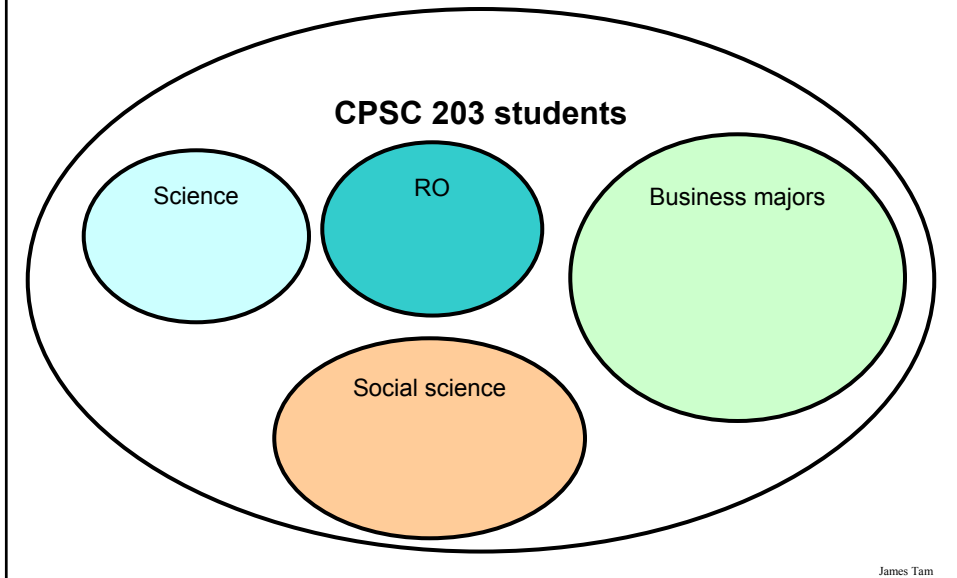 CPSC 203 students
Science
RO
Business majors
Social science
James Tam